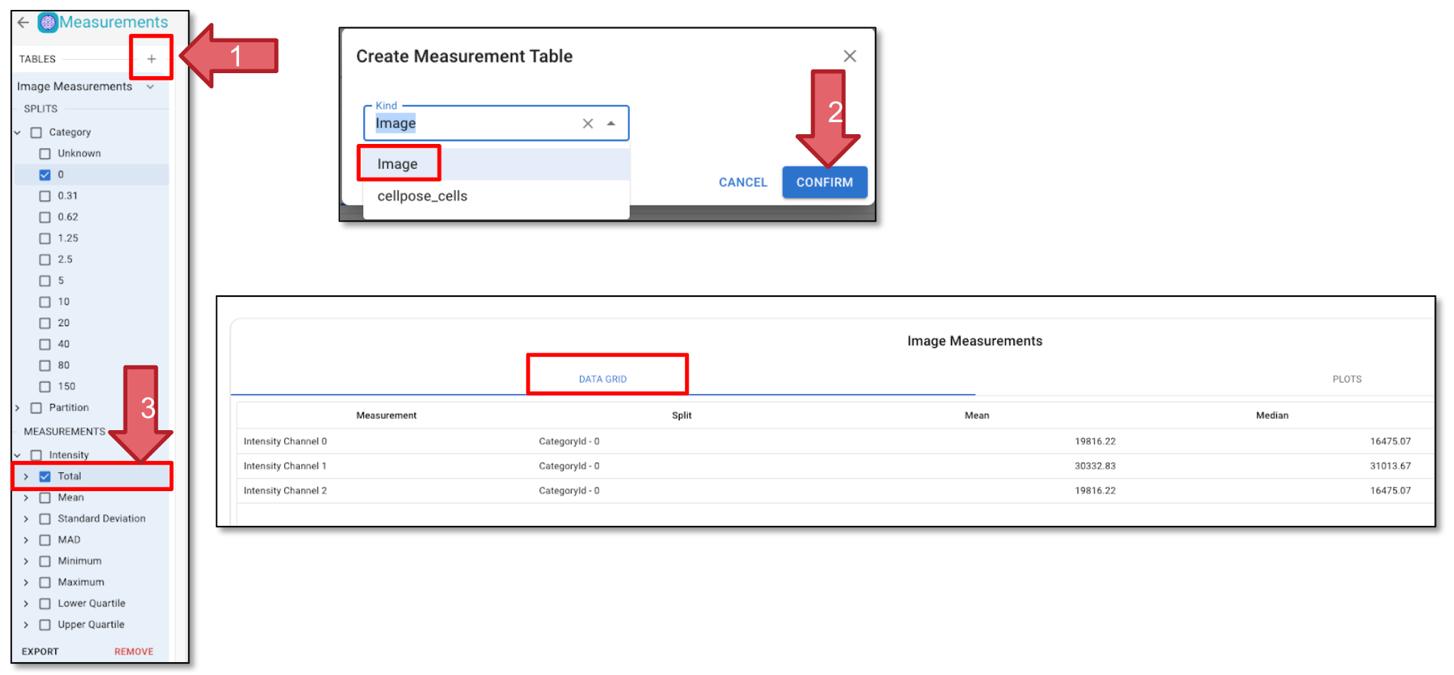 Measurements
TABLES +
1
Image Measurements
SPLITS
Category
Unknown
0
0.31
0.62
1.25
2.5
5
10
20
40
80
150
Partition
3
MEASUREMENTS
Intensity
Total
Mean
Standard Deviation
MAD
Minimum
Maximum
Lower Quartile
Upper Quartile
EXPORT REMOVE
Create Measurement Table
Kind
Image
2
Image
cellpose_cells
CANCEL CONFIRM
Image Measurements
DATA GRID PLOTS
Measurement Split Mean Median
Intensity Channel 0 CategoryId - 0 19816.22 16475.07
Intensity Channel 1 CategoryId - 0 30332.83 31013.67
Intensity Channel 2 CategoryId - 0 19816.22 16475.07